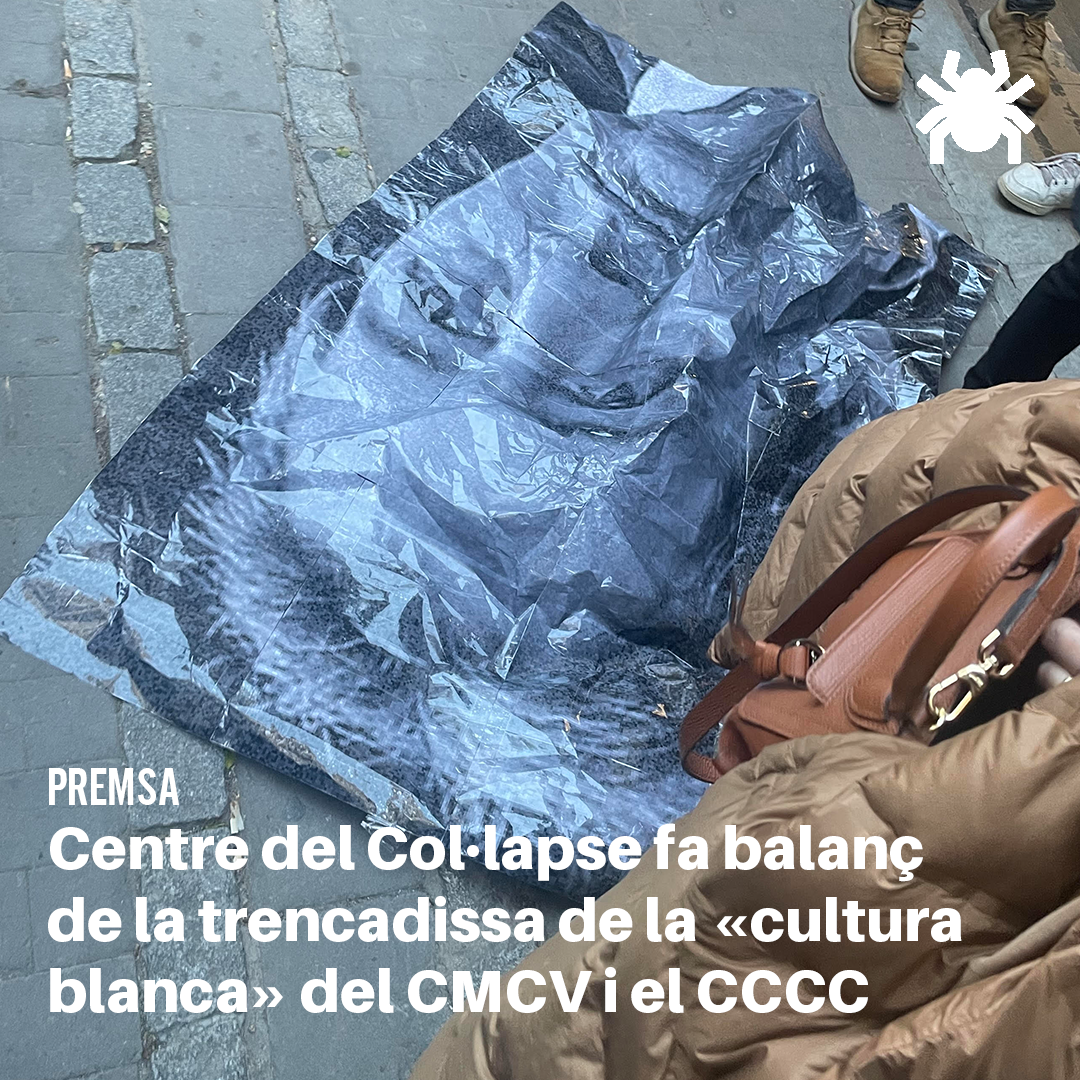 PREMSA
Centre del Col·lapse fa balanç
de la trencadissa de la «cultura
blanca» del CMCV i el CCCC